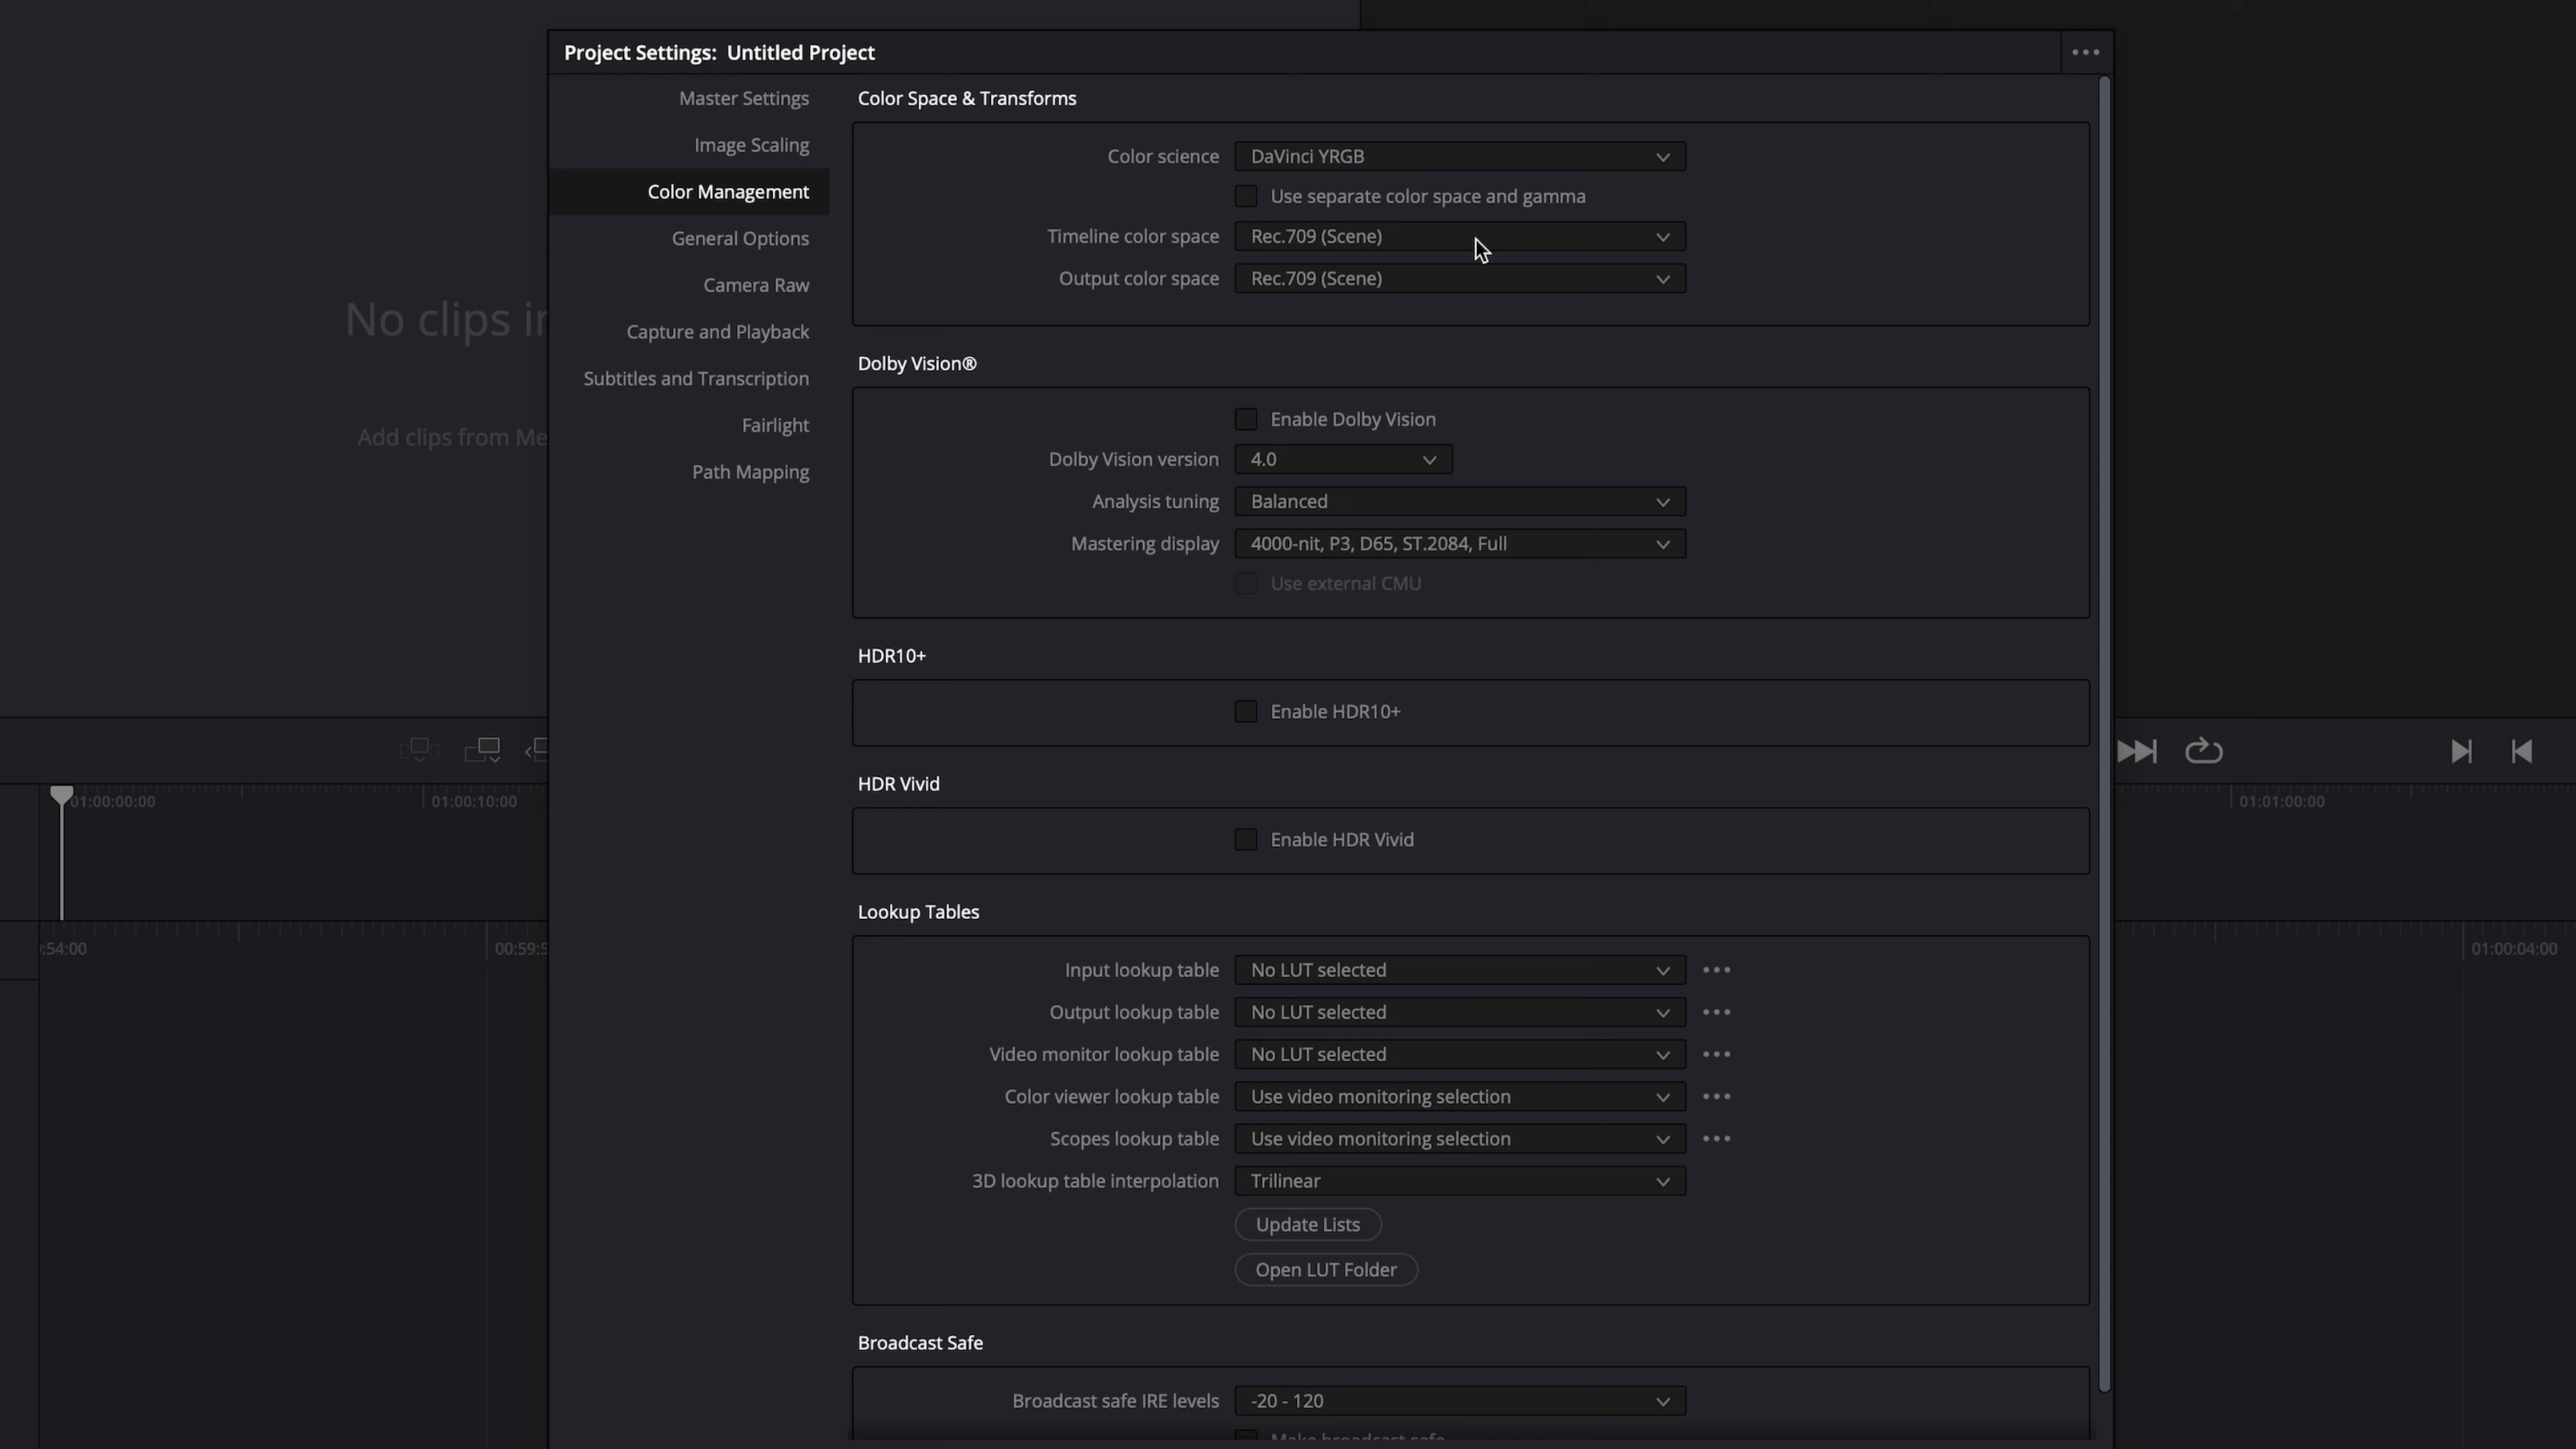 Project Settings: Untitled Project
Master Settings
Image Scaling
Color Management
General Options
Camera Raw
Capture and Playback
Subtitles and Transcription
Fairlight
Path Mapping
Color Space & Transforms
Color science DaVinci YRGB
Use separate color space and gamma
Timeline color space Rec.709 (Scene)
Output color space Rec.709 (Scene)
Dolby Vision®
Enable Dolby Vision
Dolby Vision version 4.0
Analysis tuning Balanced
Mastering display 4000-nit, P3, D65, ST.2084, Full
Use external CMU
HDR10+
Enable HDR10+
HDR Vivid
Enable HDR Vivid
Lookup Tables
Input lookup table No LUT selected
Output lookup table No LUT selected
Video monitor lookup table No LUT selected
Color viewer lookup table Use video monitoring selection
Scopes lookup table Use video monitoring selection
3D lookup table interpolation Trilinear
Update Lists
Open LUT Folder
Broadcast Safe
Broadcast safe IRE levels -20 - 120
Make broadcast safe
No clips in
Add clips from Me
01:00:00:00 01:00:10:00 01:01:00:00
:54:00 00:59:5 01:00:04:00